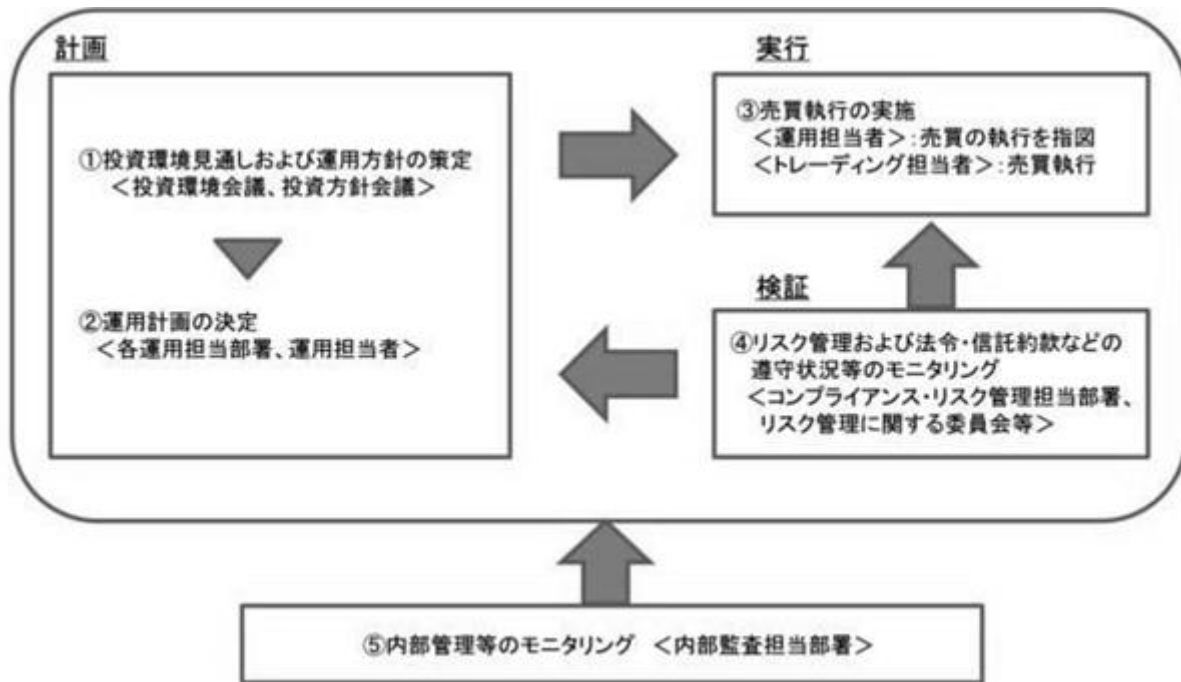 計画
①投資環境見通しおよび運用方針の策定
＜投資環境会議、投資方針会議＞
②運用計画の決定
＜各運用担当部署、運用担当者＞
実行
③売買執行の実施
＜運用担当者＞：売買の執行を指図
＜トレーディング担当者＞：売買執行
検証
④リスク管理および法令・信託約款などの
遵守状況等のモニタリング
＜コンプライアンス・リスク管理担当部署、
リスク管理に関する委員会等＞
⑤内部管理等のモニタリング　＜内部監査担当部署＞